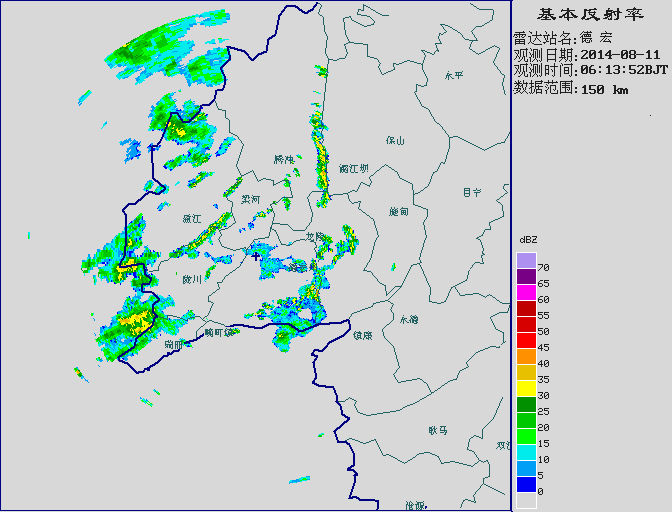 基本反射率
雷达站名:德 宏
观测日期:2014-08-11
观测时间:06:13:52BJT
数据范围:150 km
永平
保山
腾冲
潞江坝
昌宁
梁河
施甸
盈江
龙陵
陇川
永德
镇康
畹町镇
瑞丽
耿马
双江
沧源
dBZ
70
65
60
55
50
45
40
35
30
25
20
15
10
5
0